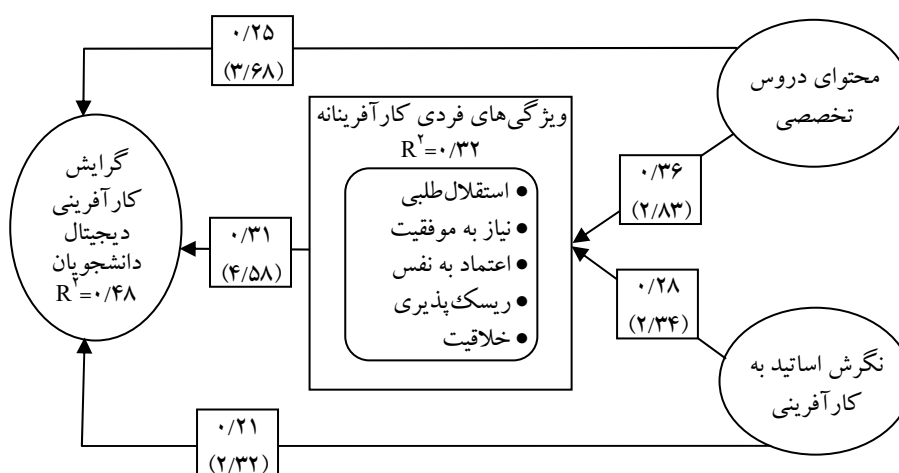 ۰/۲۵
(۳/۶۸)
محتوای دروس
تخصصی
ویژگی‌های فردی کارآفرینانه
R²=۰/۳۲
۰/۳۶
(۲/۸۳)
گرایش
کارآفرینی
دیجیتال
دانشجویان
R²=۰/۴۸
• استقلال‌طلبی
• نیاز به موفقیت
• اعتماد به نفس
• ریسک‌پذیری
• خلاقیت
۰/۳۱
(۴/۵۸)
۰/۲۸
(۲/۳۴)
نگرش اساتید به
کارآفرینی
۰/۲۱
(۲/۳۲)